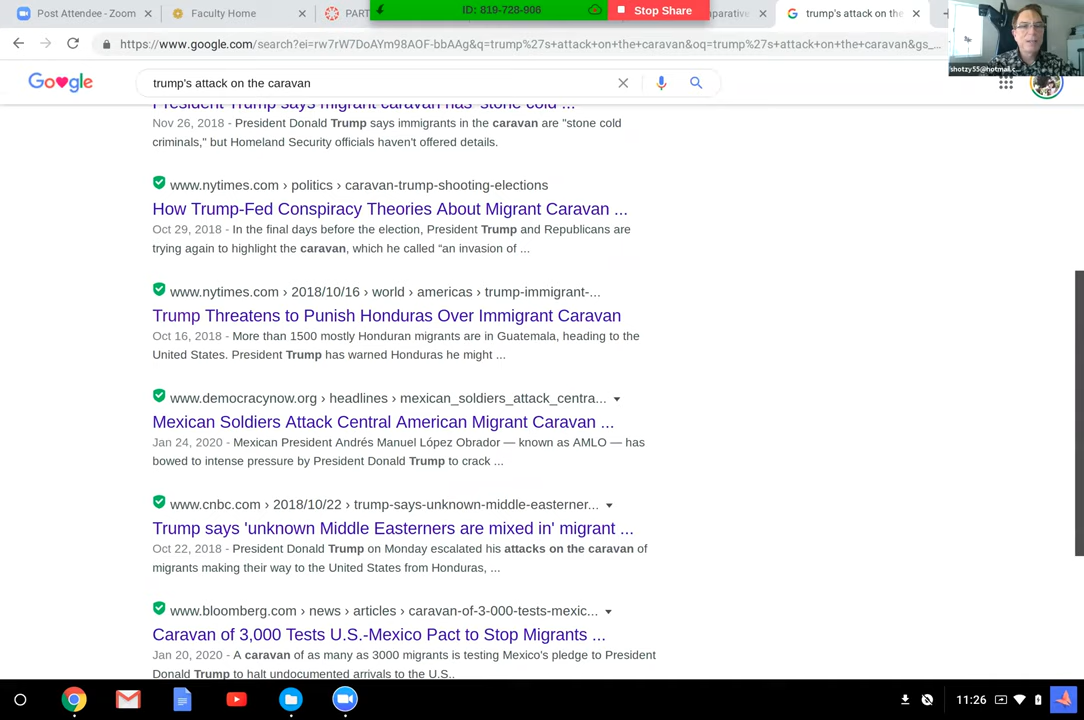 Post Attendee - Zoom
Faculty Home
PART
ID: 819-728-906
Stop Share
parative
trump's attack on the
https://www.google.com/search?ei=rw7rW7DoAYm98AOF-bbAAg&q=trump%27s+attack+on+the+caravan&oq=trump%27s+attack+on+the+caravan&gs_...
shotzy55@hotmail.c...
Google
trump's attack on the caravan
President Trump says migrant caravan has 'stone cold ...
Nov 26, 2018 - President Donald Trump says immigrants in the caravan are "stone cold
criminals," but Homeland Security officials haven't offered details.
www.nytimes.com › politics › caravan-trump-shooting-elections
How Trump-Fed Conspiracy Theories About Migrant Caravan ...
Oct 29, 2018 - In the final days before the election, President Trump and Republicans are
trying again to highlight the caravan, which he called “an invasion of ...
www.nytimes.com › 2018/10/16 › world › americas › trump-immigrant-...
Trump Threatens to Punish Honduras Over Immigrant Caravan
Oct 16, 2018 - More than 1500 mostly Honduran migrants are in Guatemala, heading to the
United States. President Trump has warned Honduras he might ...
www.democracynow.org › headlines › mexican_soldiers_attack_centra...
Mexican Soldiers Attack Central American Migrant Caravan ...
Jan 24, 2020 - Mexican President Andrés Manuel López Obrador — known as AMLO — has
bowed to intense pressure by President Donald Trump to crack ...
www.cnbc.com › 2018/10/22 › trump-says-unknown-middle-easterner...
Trump says 'unknown Middle Easterners are mixed in' migrant ...
Oct 22, 2018 - President Donald Trump on Monday escalated his attacks on the caravan of
migrants making their way to the United States from Honduras, ...
www.bloomberg.com › news › articles › caravan-of-3-000-tests-mexic...
Caravan of 3,000 Tests U.S.-Mexico Pact to Stop Migrants ...
Jan 20, 2020 - A caravan of as many as 3000 migrants is testing Mexico's pledge to President
Donald Trump to halt undocumented arrivals to the U.S..
11:26